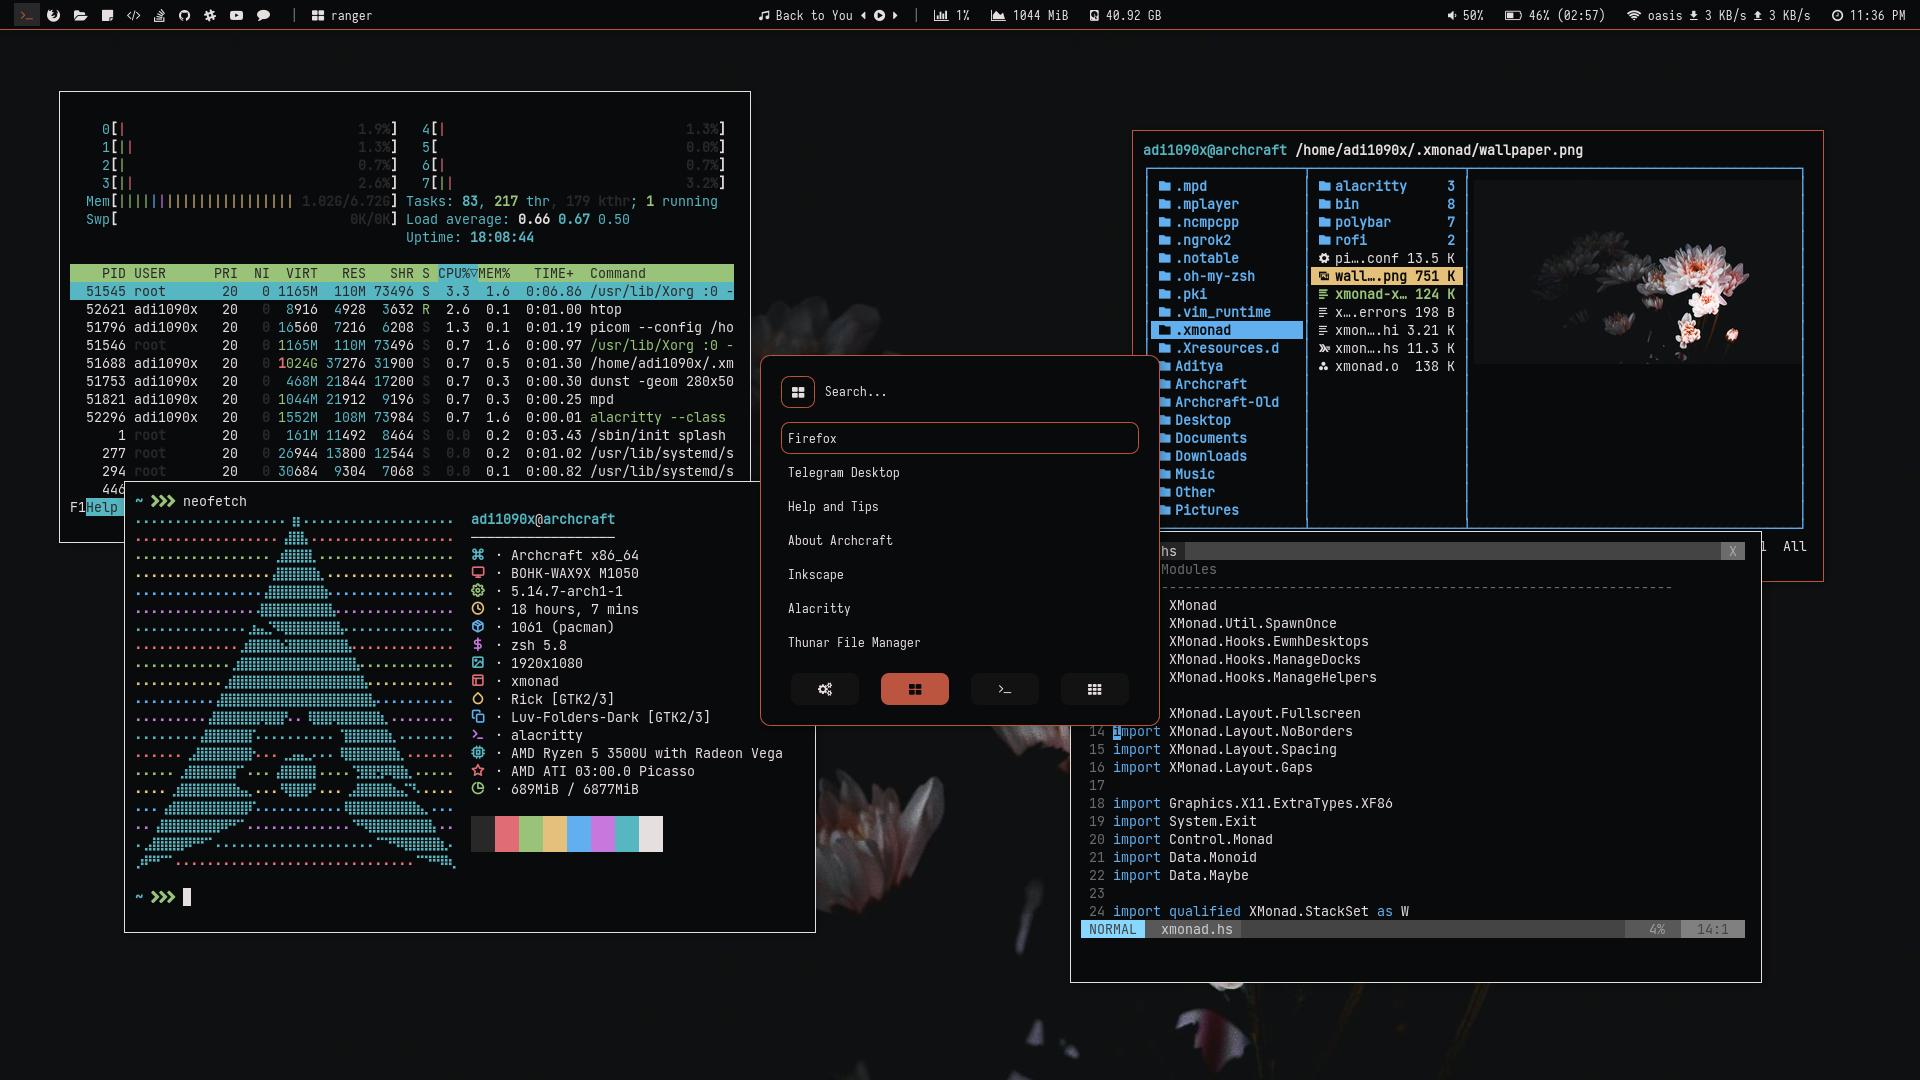 ranger
Back to You
1%
1044 MiB
40.92 GB
50%
46% (02:57)
oasis 3 KB/s 3 KB/s
11:36 PM
0[| 1.9%] 4[| 1.3%]
1[|| 1.3%] 5[ 0.0%]
2[| 0.7%] 6[| 0.7%]
3[|| 2.6%] 7[|| 3.2%]
Mem[|||||||||||||||||||||| 1.02G/6.72G] Tasks: 83, 217 thr, 179 kthr; 1 running
Swp[ 0K/0K] Load average: 0.66 0.67 0.50
Uptime: 18:08:44
PID USER PRI NI VIRT RES SHR S CPU%▽MEM% TIME+ Command
51545 root 20 0 1165M 110M 73496 S 3.3 1.6 0:06.86 /usr/lib/Xorg :0 -
52621 adi1090x 20 0 8916 4928 3632 R 2.6 0.1 0:01.00 htop
51796 adi1090x 20 0 16560 7216 6208 S 1.3 0.1 0:01.19 picom --config /ho
51546 root 20 0 1165M 110M 73496 S 0.7 1.6 0:00.97 /usr/lib/Xorg :0 -
51688 adi1090x 20 0 1024G 37276 31900 S 0.7 0.5 0:01.30 /home/adi1090x/.xm
51753 adi1090x 20 0 468M 21844 17200 S 0.7 0.3 0:00.30 dunst -geom 280x50
51821 adi1090x 20 0 1044M 21912 9196 S 0.7 0.3 0:00.25 mpd
52296 adi1090x 20 0 1552M 108M 73984 S 0.7 1.6 0:00.01 alacritty --class
1 root 20 0 161M 11492 8464 S 0.0 0.2 0:03.43 /sbin/init splash
277 root 20 0 26944 13800 12544 S 0.0 0.2 0:01.02 /usr/lib/systemd/s
294 root 20 0 30684 9304 7068 S 0.0 0.1 0:00.82 /usr/lib/systemd/s
446
F1Help
~ ❯❯❯ neofetch
adi1090x@archcraft
· Archcraft x86_64
· BOHK-WAX9X M1050
· 5.14.7-arch1-1
· 18 hours, 7 mins
· 1061 (pacman)
· zsh 5.8
· 1920x1080
· xmonad
· Rick [GTK2/3]
· Luv-Folders-Dark [GTK2/3]
· alacritty
· AMD Ryzen 5 3500U with Radeon Vega
· AMD ATI 03:00.0 Picasso
· 689MiB / 6877MiB
~ ❯❯❯
Search...
Firefox
Telegram Desktop
Help and Tips
About Archcraft
Inkscape
Alacritty
Thunar File Manager
adi1090x@archcraft /home/adi1090x/.xmonad/wallpaper.png
.mpd
.mplayer
.ncmpcpp
.ngrok2
.notable
.oh-my-zsh
.pki
.vim_runtime
.xmonad
.Xresources.d
Aditya
Archcraft
Archcraft-Old
Desktop
Documents
Downloads
Music
Other
Pictures
alacritty 3
bin 8
polybar 7
rofi 2
pi….conf 13.5 K
wall….png 751 K
xmonad-x… 124 K
x….errors 198 B
xmon….hi 3.21 K
xmon….hs 11.3 K
xmonad.o 138 K
All
hs X
Modules
--------------------------------
XMonad
XMonad.Util.SpawnOnce
XMonad.Hooks.EwmhDesktops
XMonad.Hooks.ManageDocks
XMonad.Hooks.ManageHelpers
XMonad.Layout.Fullscreen
14 import XMonad.Layout.NoBorders
15 import XMonad.Layout.Spacing
16 import XMonad.Layout.Gaps
17
18 import Graphics.X11.ExtraTypes.XF86
19 import System.Exit
20 import Control.Monad
21 import Data.Monoid
22 import Data.Maybe
23
24 import qualified XMonad.StackSet as W
NORMAL xmonad.hs 4% 14:1